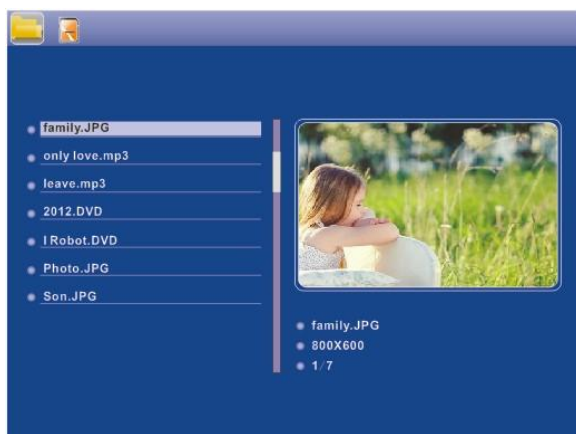 family.JPG
only love.mp3
leave.mp3
2012.DVD
I Robot.DVD
Photo.JPG
Son.JPG
family.JPG
800X600
1/7